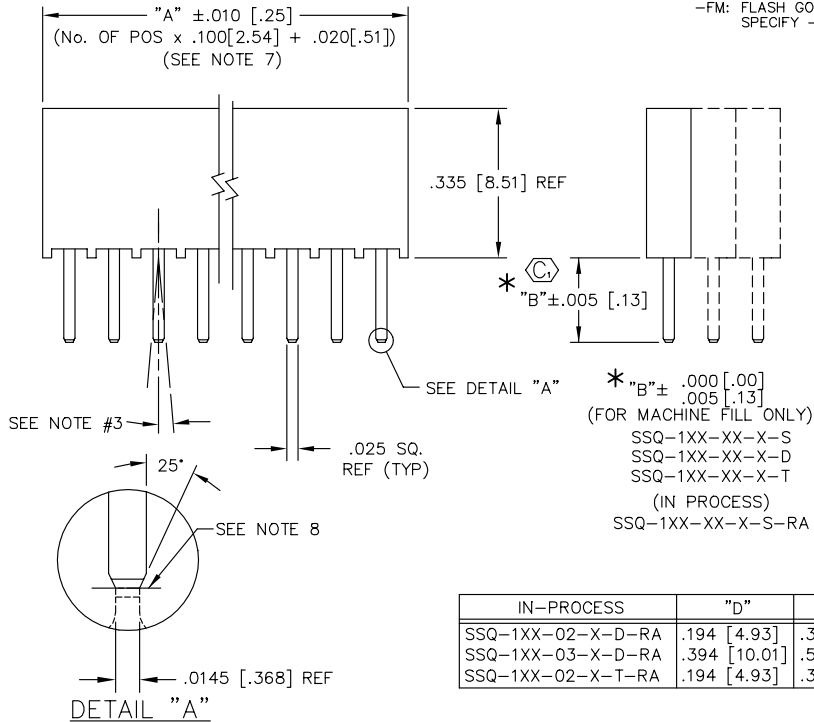 "A" ±.010 [.25]
(No. OF POS x .100[2.54] + .020[.51])
(SEE NOTE 7)
-FM: FLASH GO
SPECIFY -
.335 [8.51] REF
* C1
"B"±.005 [.13]
SEE DETAIL "A"
SEE NOTE #3
.025 SQ.
REF (TYP)
* "B"± .000 [.00]
.005 [.13]
(FOR MACHINE FILL ONLY)
SSQ-1XX-XX-X-S
SSQ-1XX-XX-X-D
SSQ-1XX-XX-X-T
(IN PROCESS)
SSQ-1XX-XX-X-S-RA
25°
SEE NOTE 8
.0145 [.368] REF
DETAIL "A"
IN-PROCESS "D"
SSQ-1XX-02-X-D-RA .194 [4.93] .3
SSQ-1XX-03-X-D-RA .394 [10.01] .5
SSQ-1XX-02-X-T-RA .194 [4.93] .3